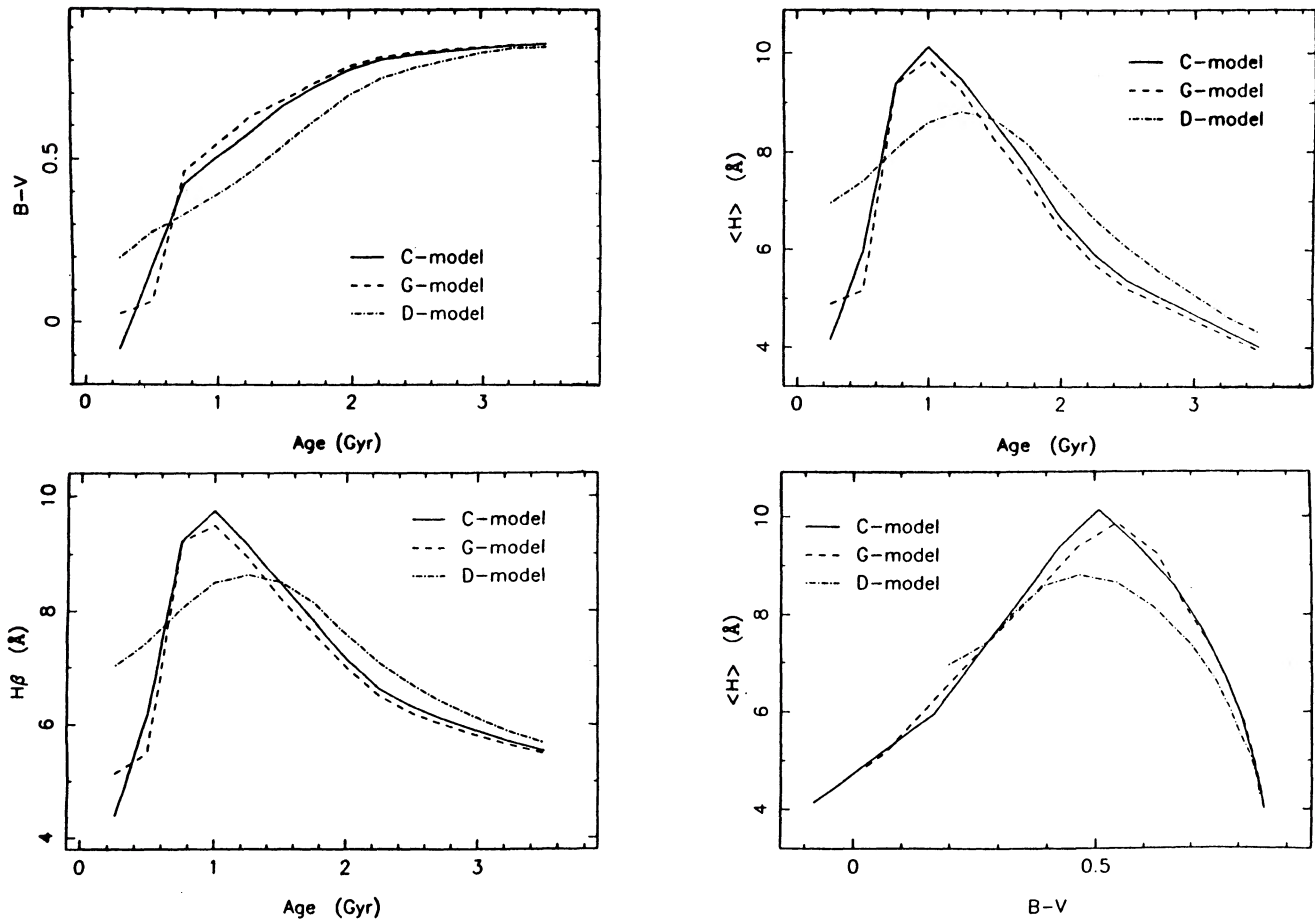 B-V
0.5
0
C-model
G-model
D-model
0 1 2 3
Age (Gyr)
<H> (Å)
10
8
6
4
C-model
G-model
D-model
0 1 2 3
Age (Gyr)
Hβ (Å)
10
8
6
4
C-model
G-model
D-model
0 1 2 3
Age (Gyr)
<H> (Å)
10
8
6
4
C-model
G-model
D-model
0 0.5
B-V